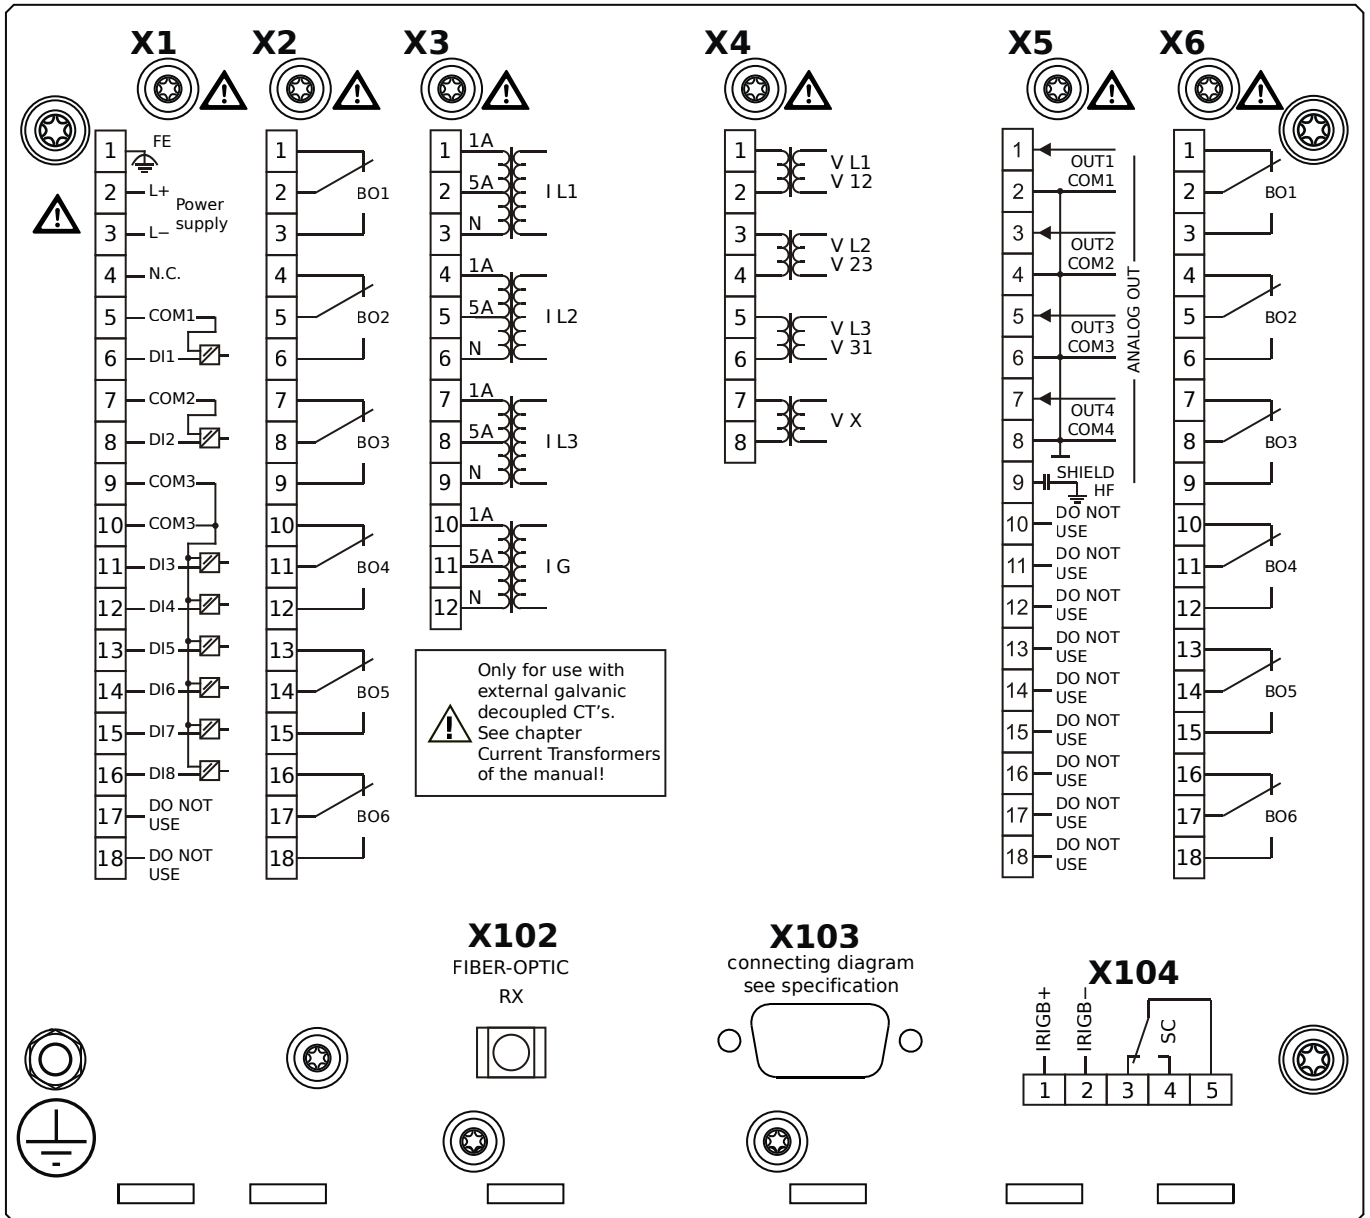 X1
X2
X3
X4
X5
X6
1 FE
2 L+
Power
supply
3 L−
4 N.C.
5 COM1
6 DI1
7 COM2
8 DI2
9 COM3
10 COM3
11 DI3
12 DI4
13 DI5
14 DI6
15 DI7
16 DI8
17 DO NOT
USE
18 DO NOT
USE
1
2 BO1
3
4
5 BO2
6
7
8 BO3
9
10
11 BO4
12
13
14 BO5
15
16
17 BO6
18
1 1A
2 5A I L1
3 N
4 1A
5 5A I L2
6 N
7 1A
8 5A I L3
9 N
10 1A
11 5A I G
12 N
Only for use with
external galvanic
decoupled CT's.
See chapter
Current Transformers
of the manual!
1 V L1
2 V 12
3 V L2
4 V 23
5 V L3
6 V 31
7 V X
8
1 OUT1
2 COM1
3 OUT2
4 COM2
5 OUT3
6 COM3
7 OUT4
8 COM4
ANALOG OUT
9 SHIELD
HF
10 DO NOT
USE
11 DO NOT
USE
12 DO NOT
USE
13 DO NOT
USE
14 DO NOT
USE
15 DO NOT
USE
16 DO NOT
USE
17 DO NOT
USE
18 DO NOT
USE
1
2 BO1
3
4
5 BO2
6
7
8 BO3
9
10
11 BO4
12
13
14 BO5
15
16
17 BO6
18
X102
FIBER-OPTIC
RX
X103
connecting diagram
see specification
X104
IRIGB+
IRIGB−
SC
1 2 3 4 5